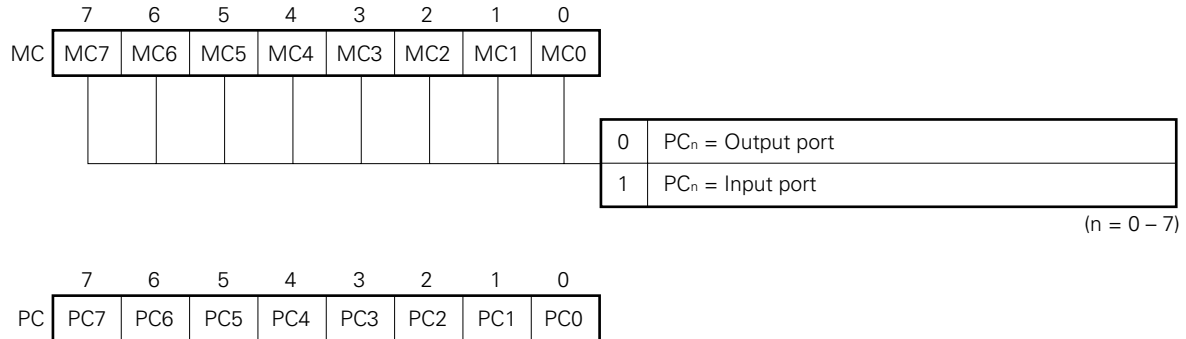 7 6 5 4 3 2 1 0
MC MC7 MC6 MC5 MC4 MC3 MC2 MC1 MC0
0 PCn = Output port
1 PCn = Input port
(n = 0 – 7)
7 6 5 4 3 2 1 0
PC PC7 PC6 PC5 PC4 PC3 PC2 PC1 PC0